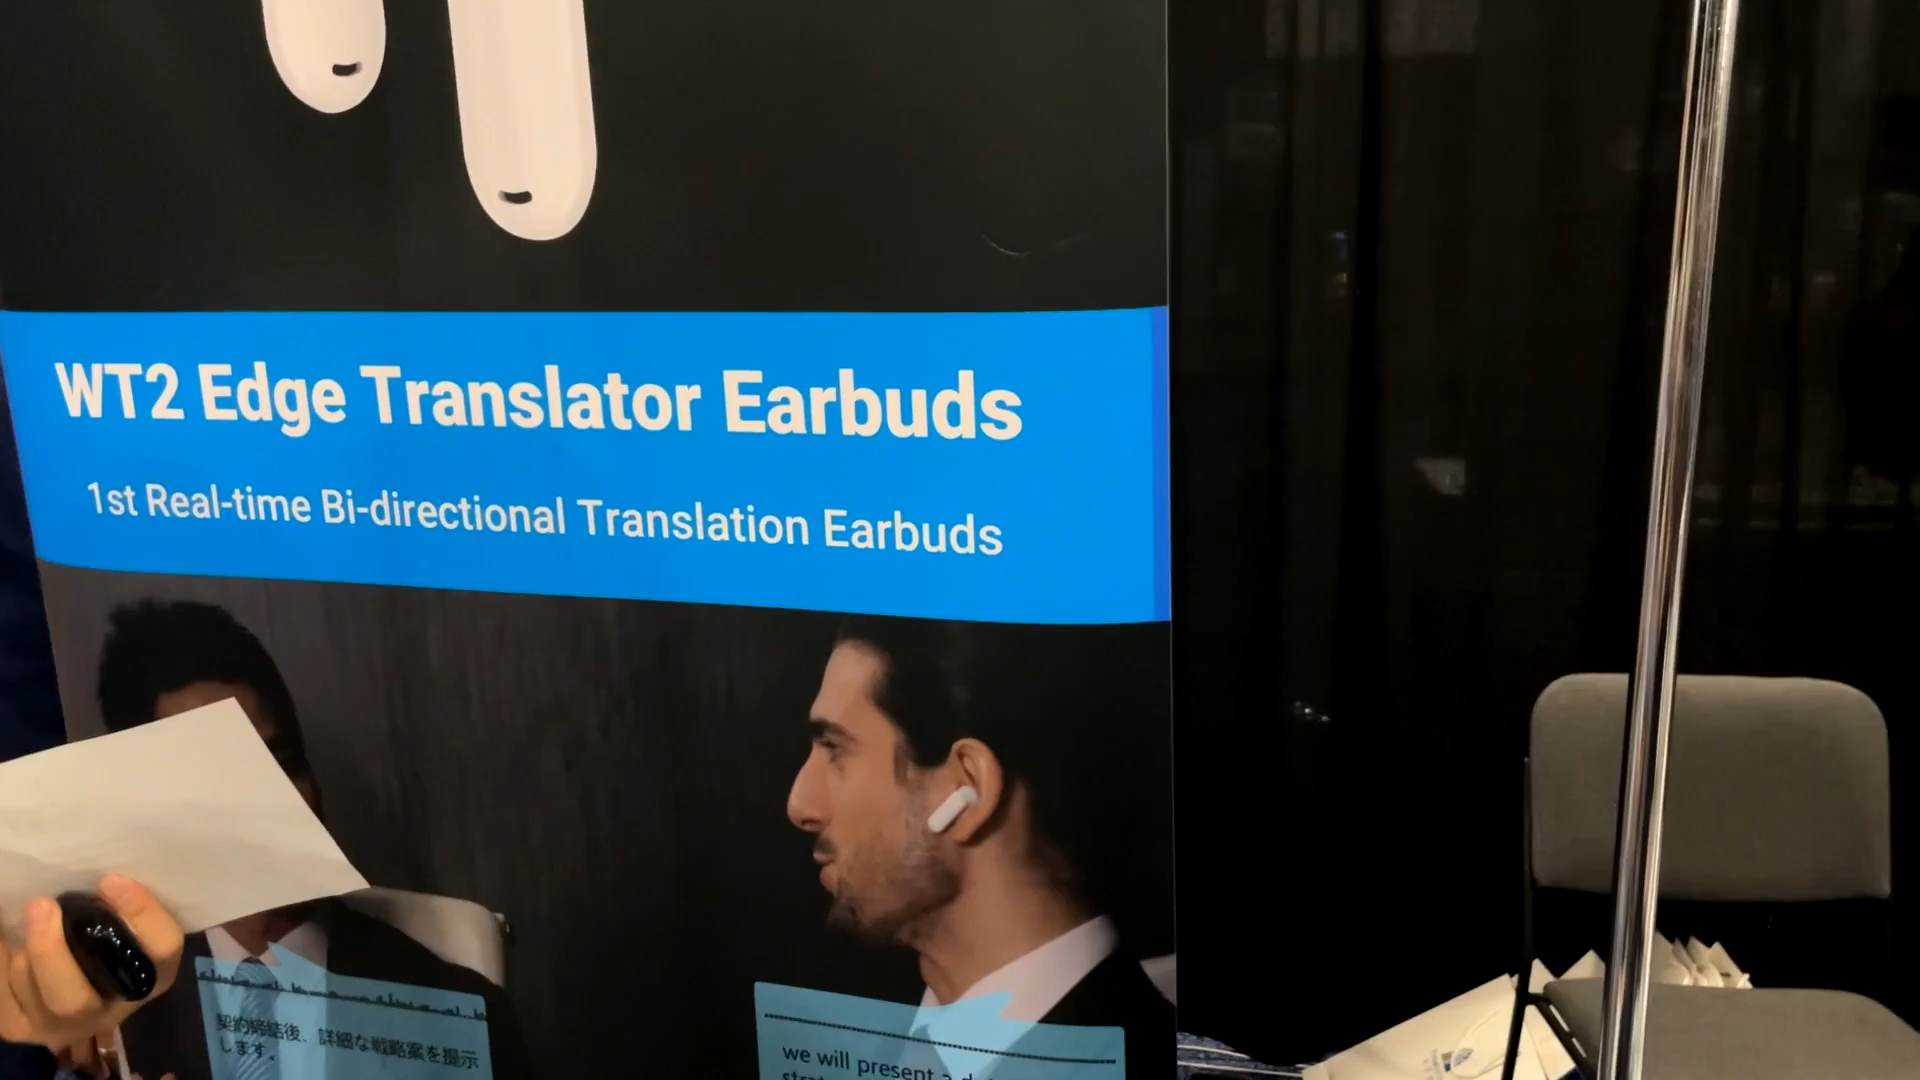 WT2 Edge Translator Earbuds
1st Real-time Bi-directional Translation Earbuds
契約締結後、詳細な戦略案を提示
します。
we will present a